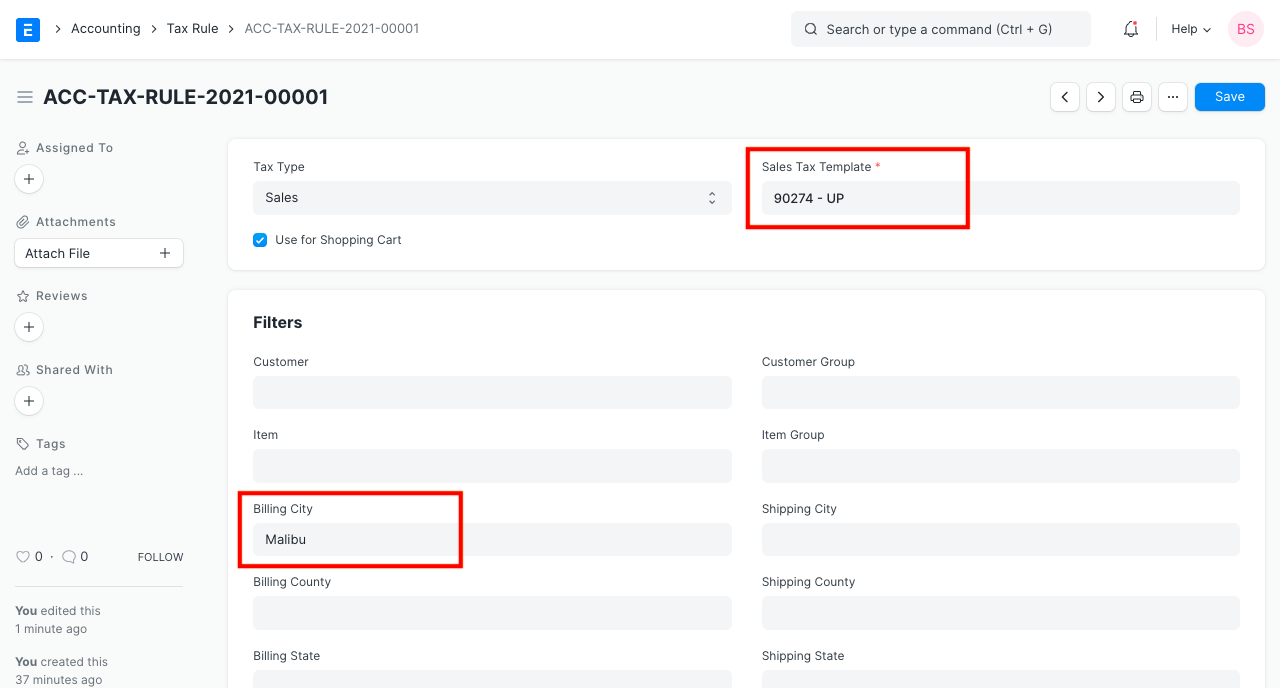 E
Accounting
Tax Rule
ACC-TAX-RULE-2021-00001
Search or type a command (Ctrl + G)
Help
BS
ACC-TAX-RULE-2021-00001
Save
Assigned To
Attachments
Attach File
Reviews
Shared With
Tags
Add a tag ...
0 · 0 FOLLOW
You edited this
1 minute ago
You created this
37 minutes ago
Tax Type
Sales
Use for Shopping Cart
Sales Tax Template *
90274 - UP
Filters
Customer
Customer Group
Item
Item Group
Billing City
Malibu
Shipping City
Billing County
Shipping County
Billing State
Shipping State